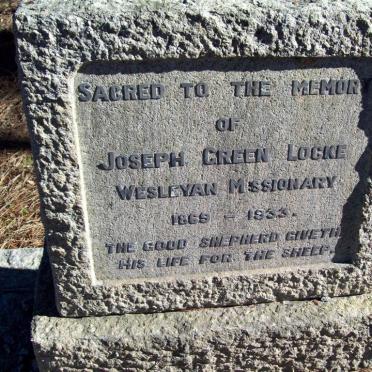 SACRED TO THE MEMORY
OF
JOSEPH GREEN LOCKE
WESLEYAN MISSIONARY
1869 – 1933.
THE GOOD SHEPHERD GIVETH
HIS LIFE FOR THE SHEEP.